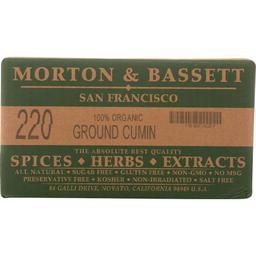 MORTON & BASSETT
SAN FRANCISCO
220
100% ORGANIC
GROUND CUMIN
THE ABSOLUTE BEST QUALITY
SPICES • HERBS • EXTRACTS
ALL NATURAL • SUGAR FREE • GLUTEN FREE • NON-GMO • NO MSG
PRESERVATIVE FREE • KOSHER • NON-IRRADIATED • SALT FREE
84 GALLI DRIVE, NOVATO, CALIFORNIA 94949 U.S.A